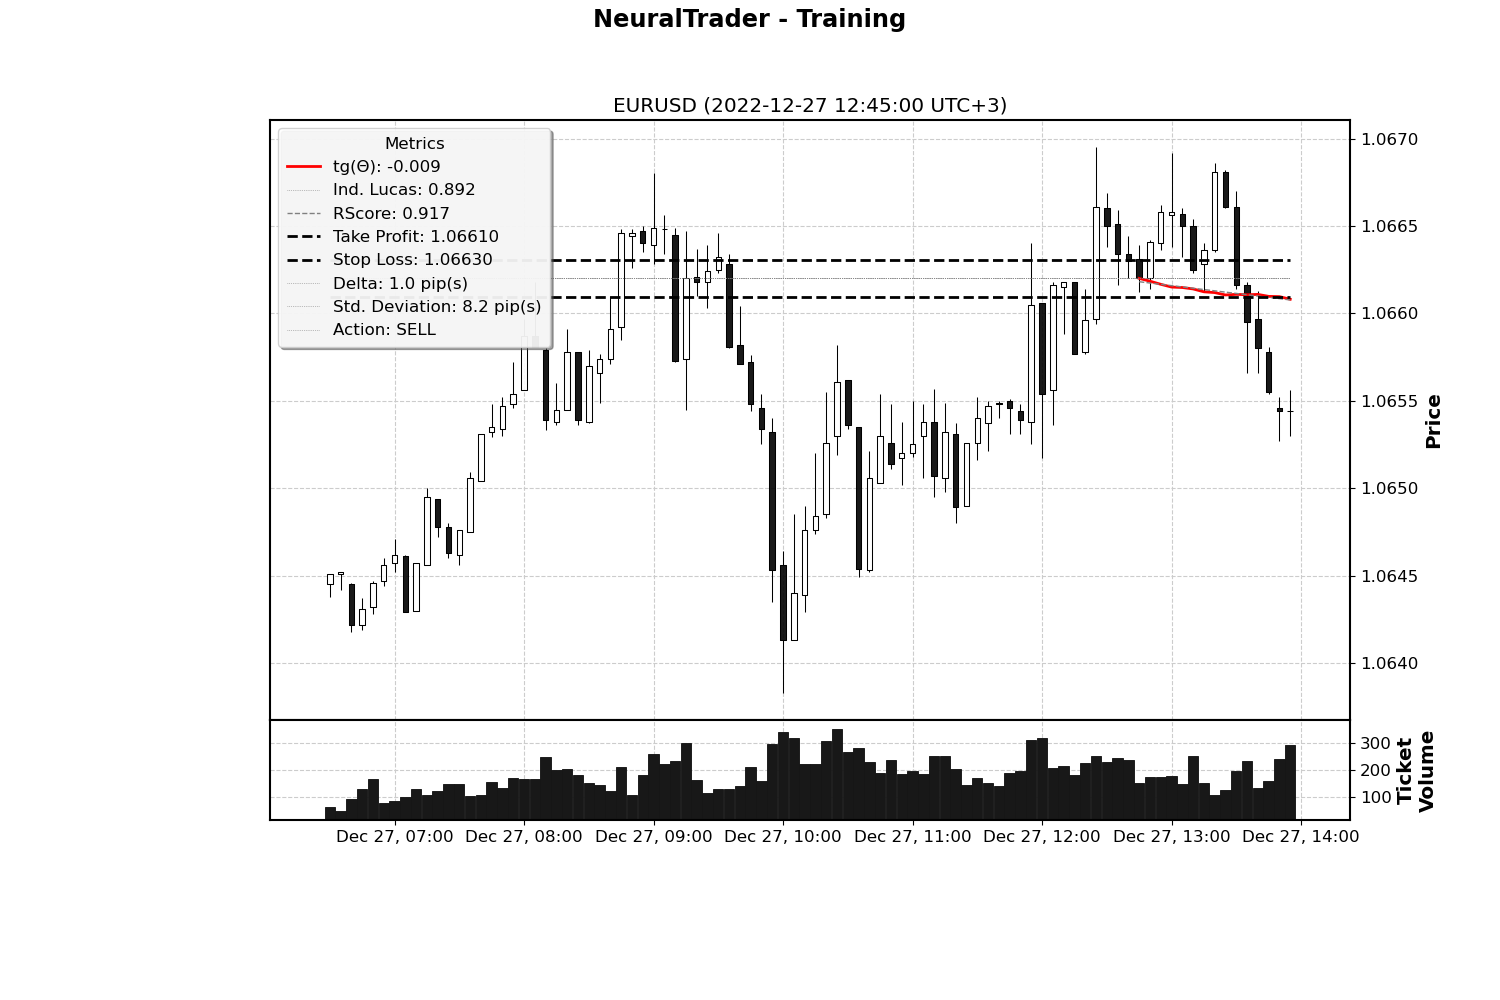 NeuralTrader - Training
EURUSD (2022-12-27 12:45:00 UTC+3)
Metrics
tg(Θ): -0.009
Ind. Lucas: 0.892
RScore: 0.917
Take Profit: 1.06610
Stop Loss: 1.06630
Delta: 1.0 pip(s)
Std. Deviation: 8.2 pip(s)
Action: SELL
1.0670
1.0665
1.0660
1.0655
1.0650
1.0645
1.0640
Price
300
200
100
Ticket
Volume
Dec 27, 07:00
Dec 27, 08:00
Dec 27, 09:00
Dec 27, 10:00
Dec 27, 11:00
Dec 27, 12:00
Dec 27, 13:00
Dec 27, 14:00